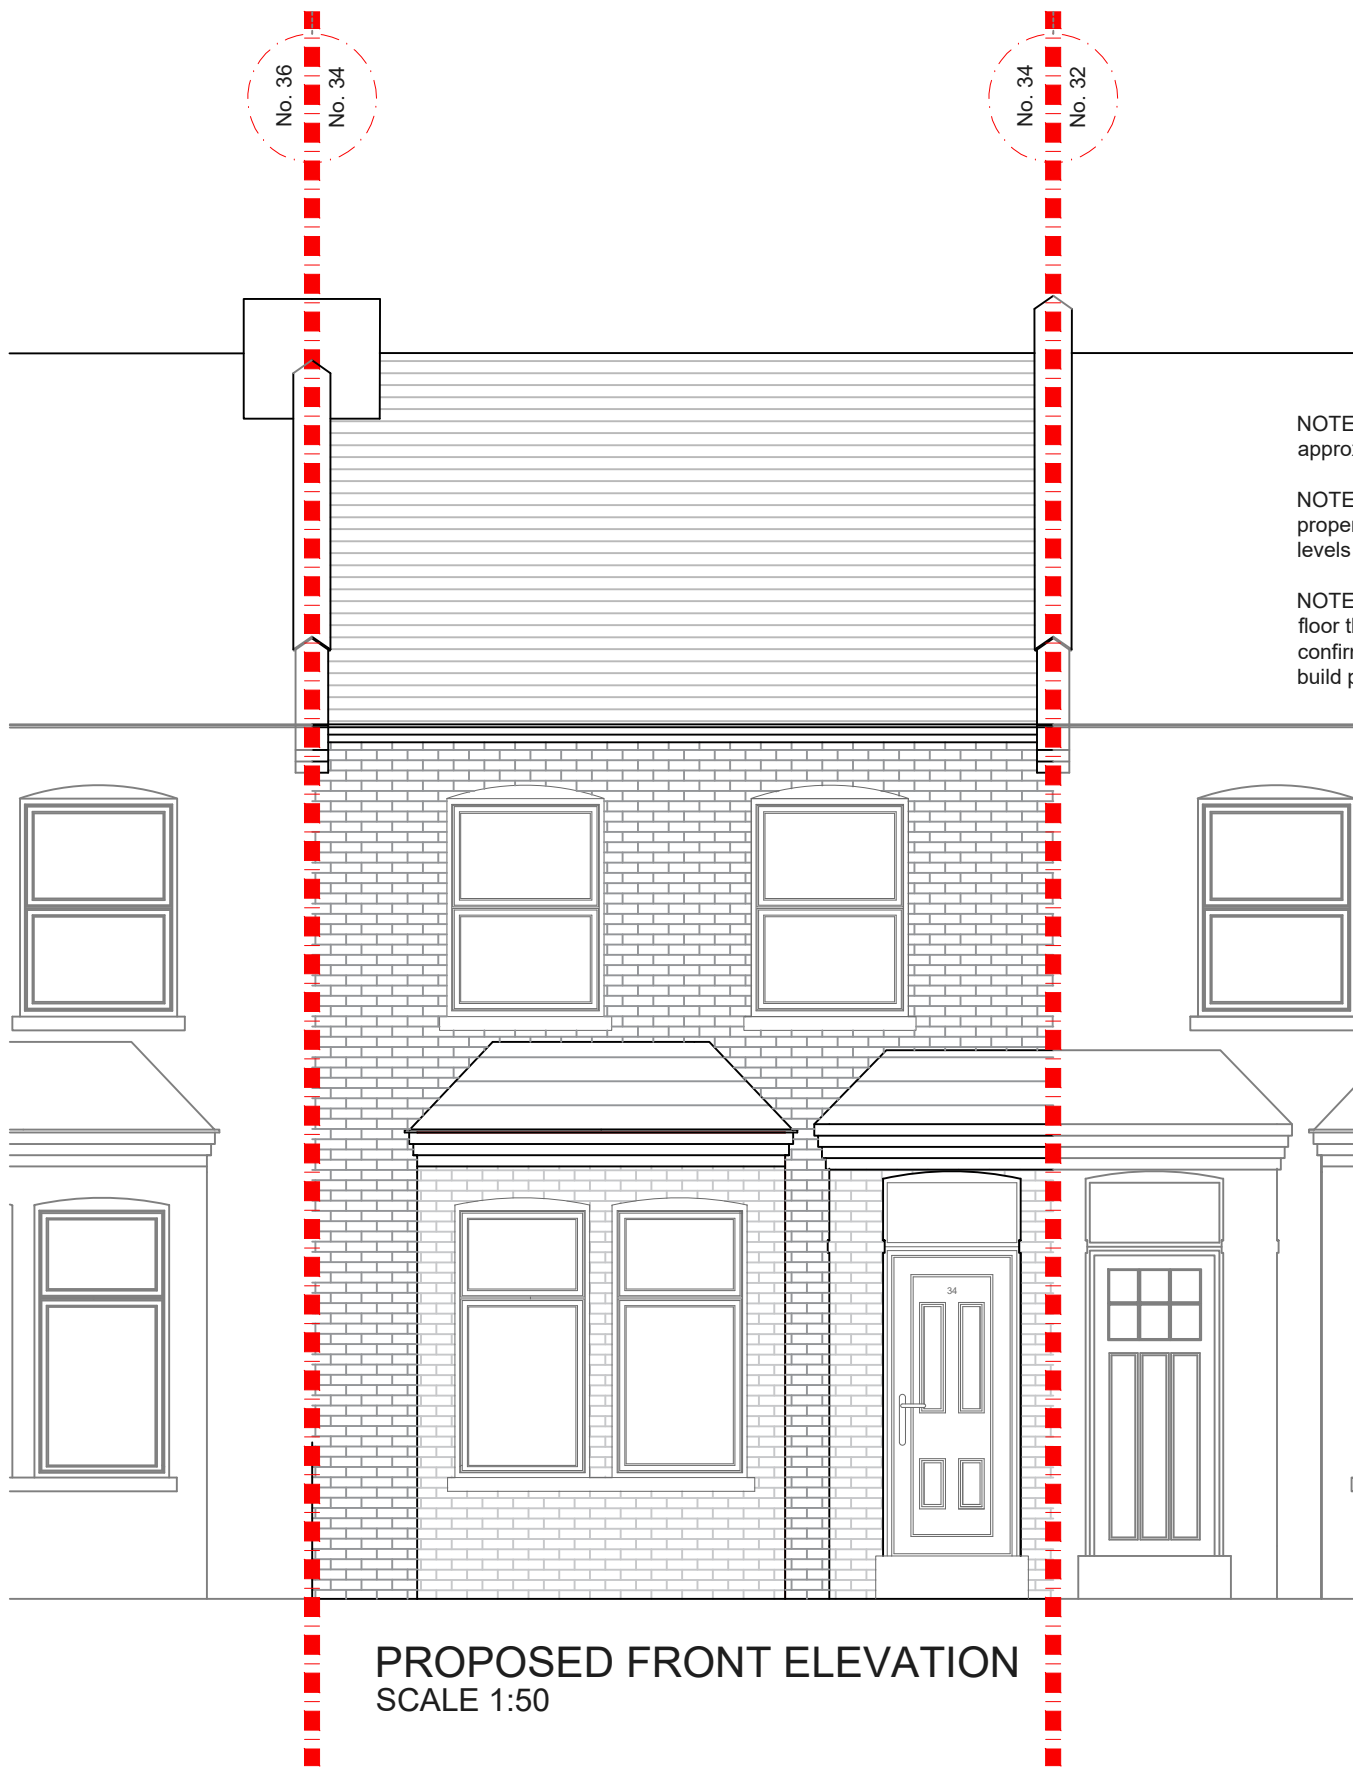 No. 36
No. 34
No. 34
No. 32
NOTE
levels
NOTE
floor
build
34
PROPOSED FRONT ELEVATION
SCALE 1:50